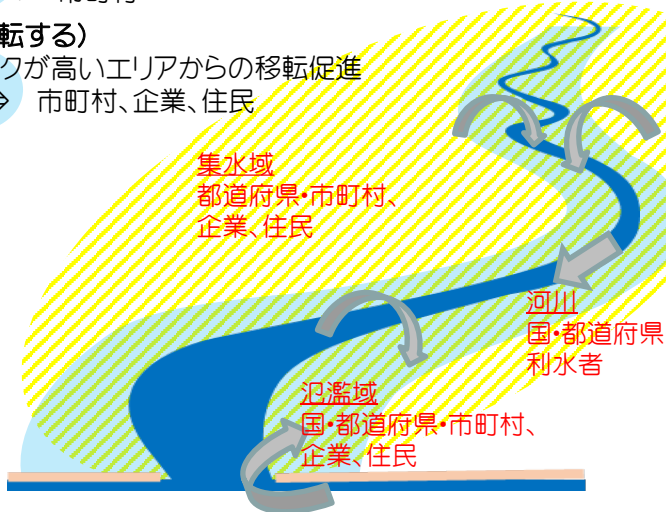 転する)
クが高いエリアからの移転促進
市町村、企業、住民
集水域
都道府県・市町村、
企業、住民
河川
国・都道府県
利水者
氾濫域
国・都道府県・市町村、
企業、住民